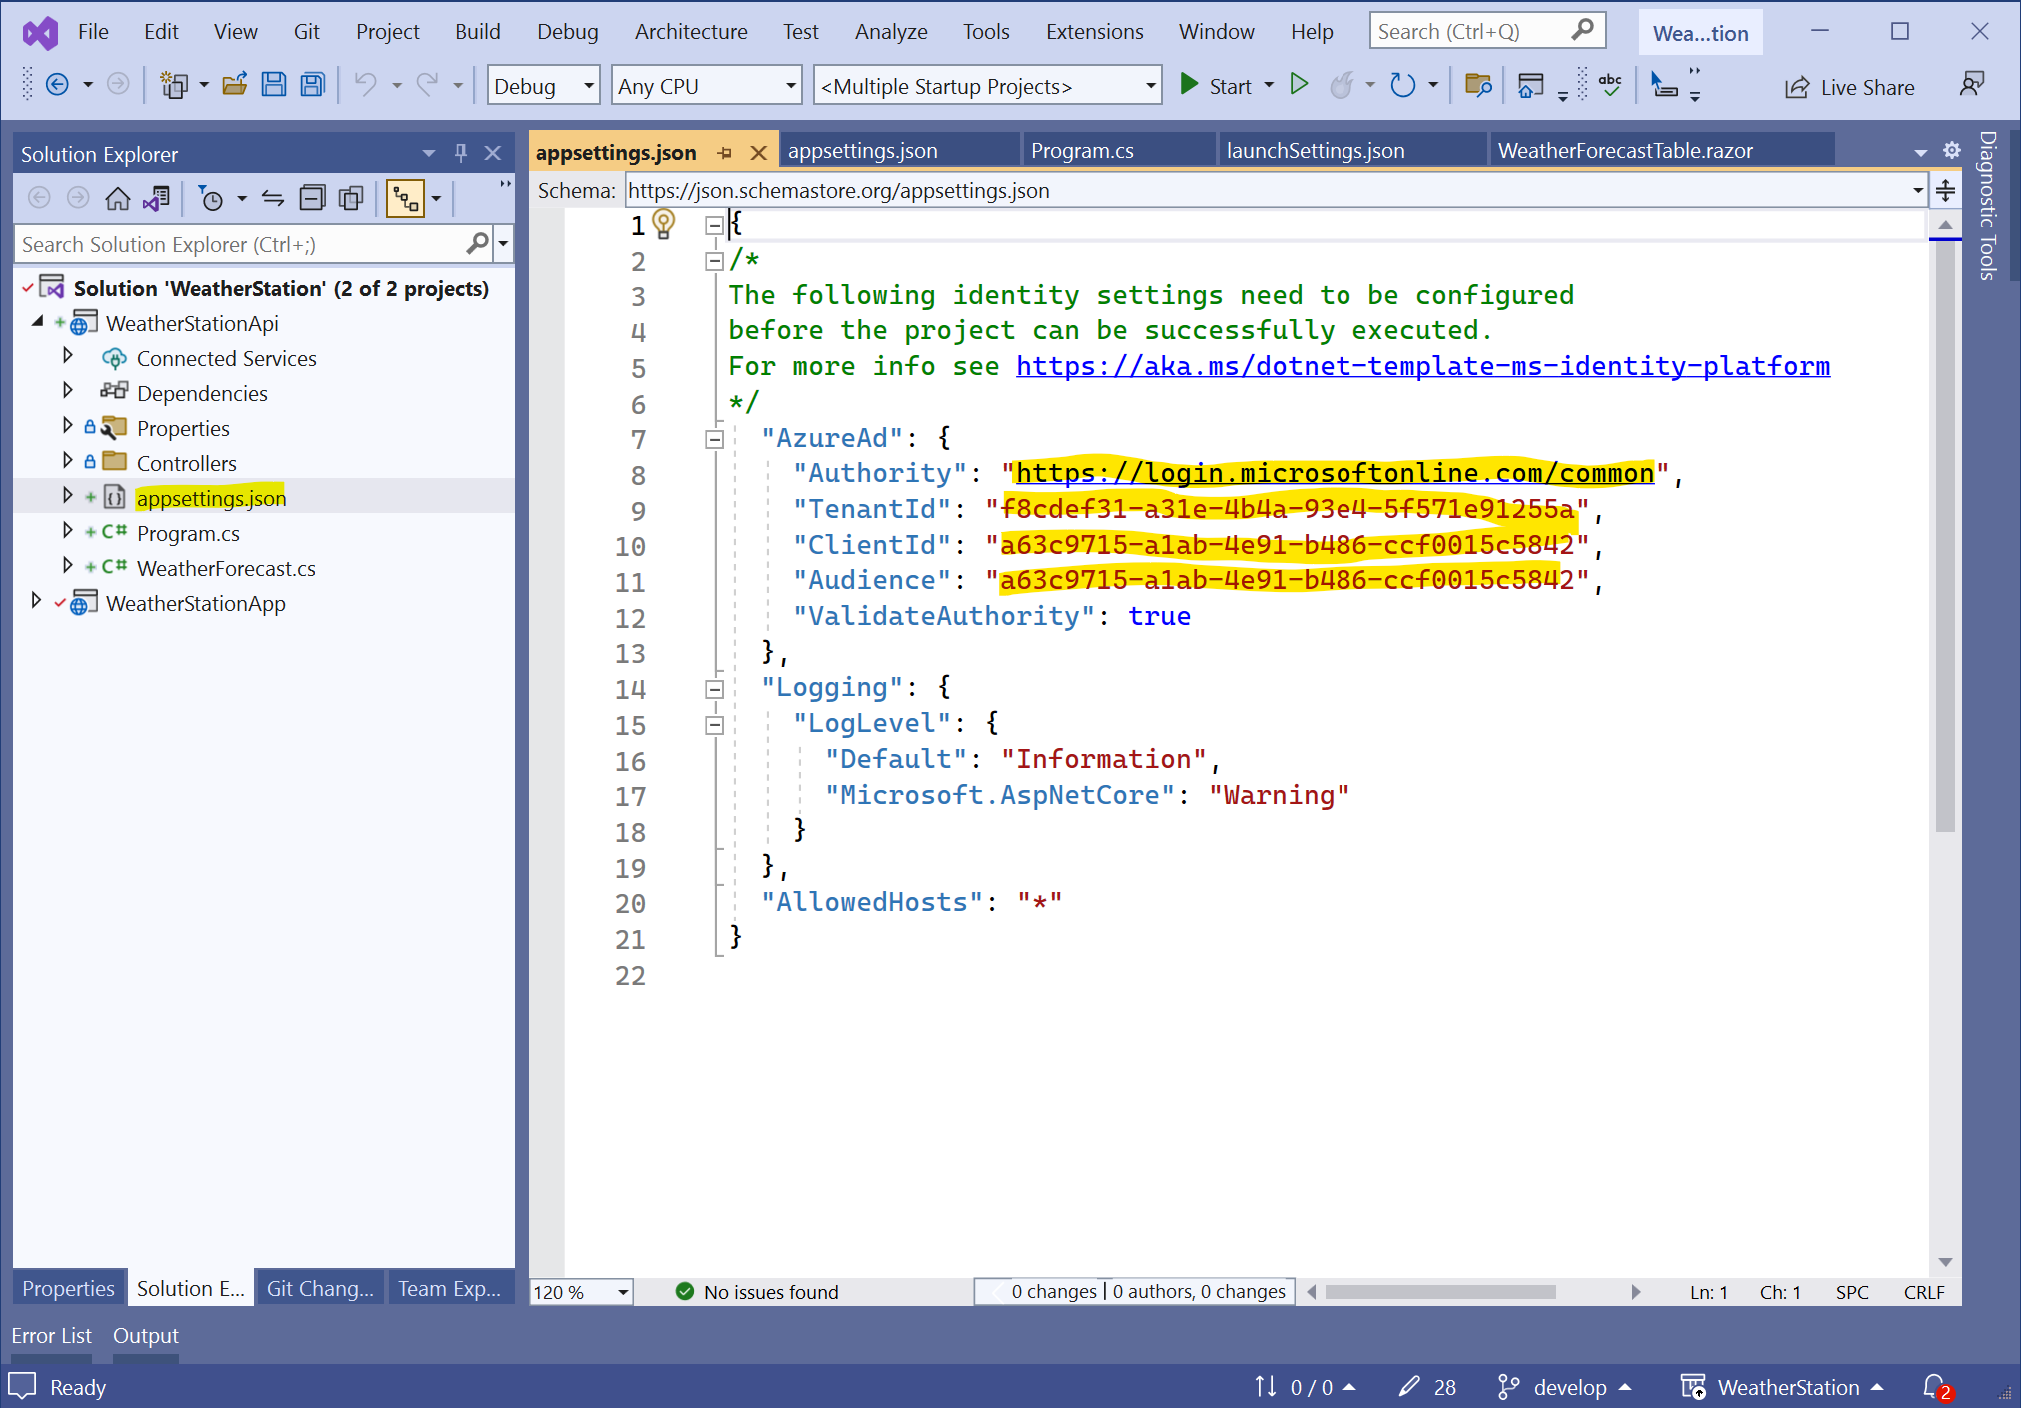 File Edit View Git Project Build Debug Architecture Test Analyze Tools Extensions Window Help Search (Ctrl+Q) Wea...tion
Debug Any CPU <Multiple Startup Projects> Start abc Live Share
Solution Explorer
Search Solution Explorer (Ctrl+;)
Solution 'WeatherStation' (2 of 2 projects)
WeatherStationApi
Connected Services
Dependencies
Properties
Controllers
appsettings.json
C# Program.cs
C# WeatherForecast.cs
WeatherStationApp
Properties Solution E... Git Chang... Team Exp...
appsettings.json appsettings.json Program.cs launchSettings.json WeatherForecastTable.razor
Schema: https://json.schemastore.org/appsettings.json
1 {
2 /*
3 The following identity settings need to be configured
4 before the project can be successfully executed.
5 For more info see https://aka.ms/dotnet-template-ms-identity-platform
6 */
7 "AzureAd": {
8 "Authority": "https://login.microsoftonline.com/common",
9 "TenantId": "f8cdef31-a31e-4b4a-93e4-5f571e91255a",
10 "ClientId": "a63c9715-a1ab-4e91-b486-ccf0015c5842",
11 "Audience": "a63c9715-a1ab-4e91-b486-ccf0015c5842",
12 "ValidateAuthority": true
13 },
14 "Logging": {
15 "LogLevel": {
16 "Default": "Information",
17 "Microsoft.AspNetCore": "Warning"
18 }
19 },
20 "AllowedHosts": "*"
21 }
22
Diagnostic Tools
120 % No issues found 0 changes | 0 authors, 0 changes Ln: 1 Ch: 1 SPC CRLF
Error List Output
Ready 0 / 0 28 develop WeatherStation 2